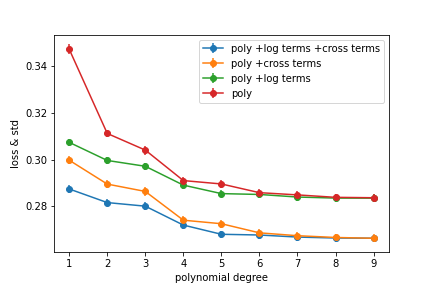 loss & std
0.34
0.32
0.30
0.28
poly +log terms +cross terms
poly +cross terms
poly +log terms
poly
1 2 3 4 5 6 7 8 9
polynomial degree